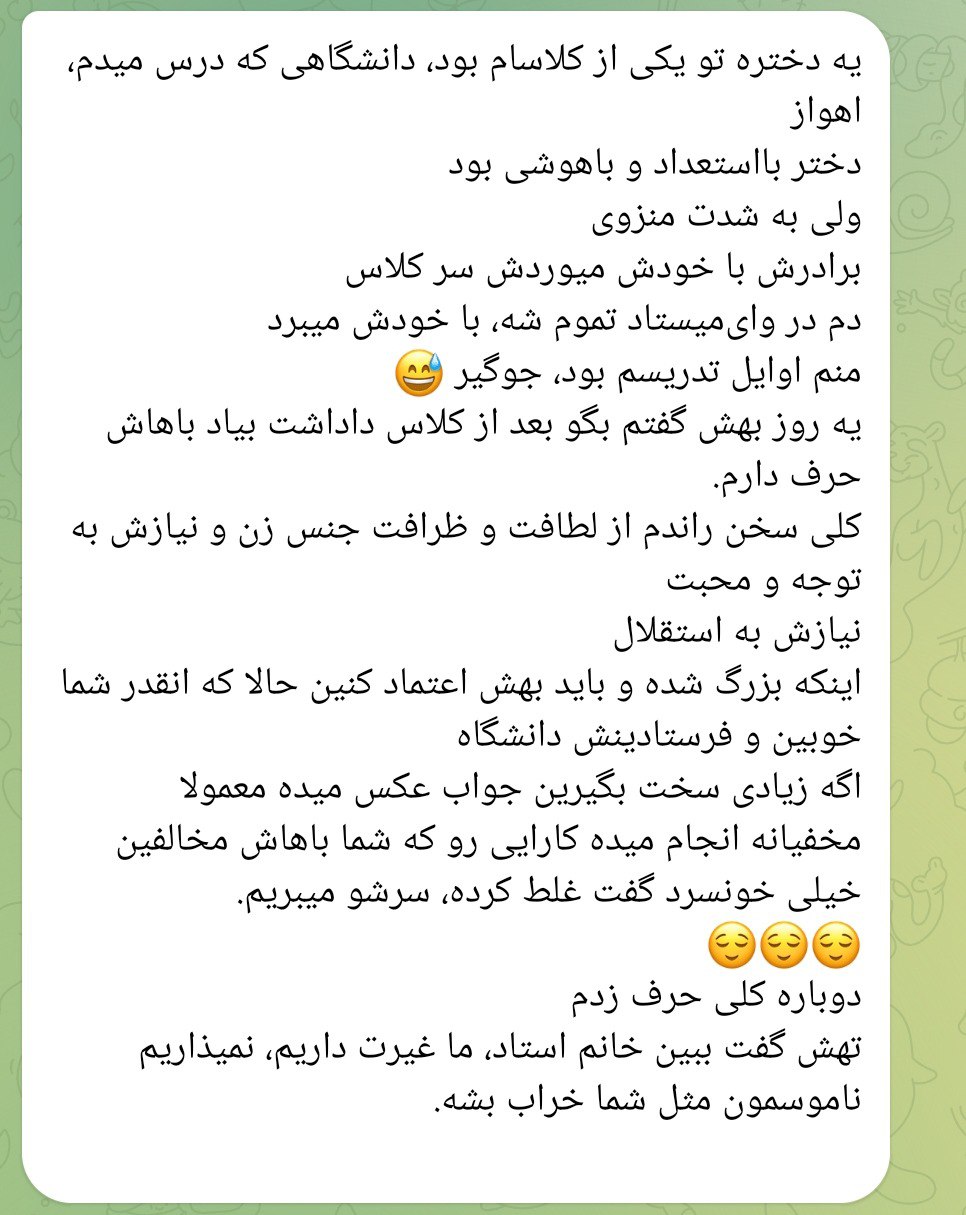 یه دختره تو یکی از کلاسام بود، دانشگاهی که درس میدم،
اهواز
دختر بااستعداد و باهوشی بود
ولی به شدت منزوی
برادرش با خودش میوردش سر کلاس
دم در وای‌میستاد تموم شه، با خودش میبرد
منم اوایل تدریسم بود، جوگیر 😅
یه روز بهش گفتم بگو بعد از کلاس داداشت بیاد باهاش
حرف دارم.
کلی سخن راندم از لطافت و ظرافت جنس زن و نیازش به
توجه و محبت
نیازش به استقلال
اینکه بزرگ شده و باید بهش اعتماد کنین حالا که انقدر شما
خوبین و فرستادینش دانشگاه
اگه زیادی سخت بگیرین جواب عکس میده معمولا
مخفیانه انجام میده کارایی رو که شما باهاش مخالفین
خیلی خونسرد گفت غلط کرده، سرشو میبریم.
😌😌😌
دوباره کلی حرف زدم
تهش گفت ببین خانم استاد، ما غیرت داریم، نمیذاریم
ناموسمون مثل شما خراب بشه.